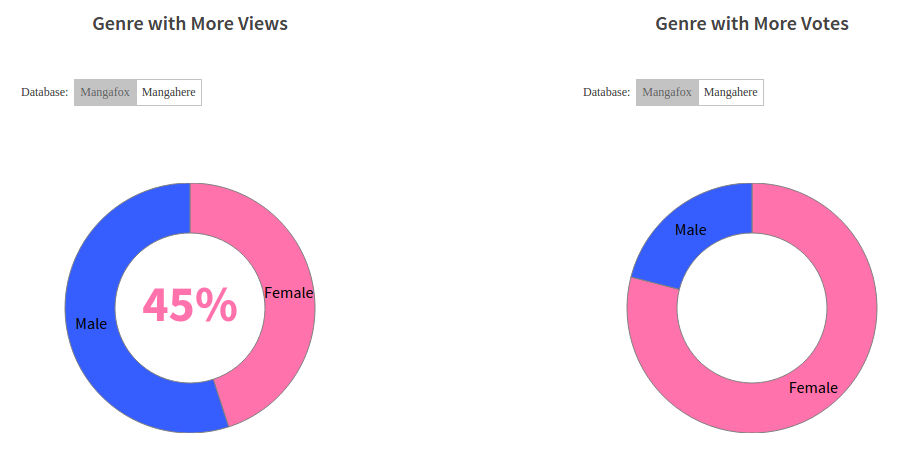 Genre with More Views
Database: Mangafox Mangahere
Female
45%
Male
Genre with More Votes
Database: Mangafox Mangahere
Male
Female